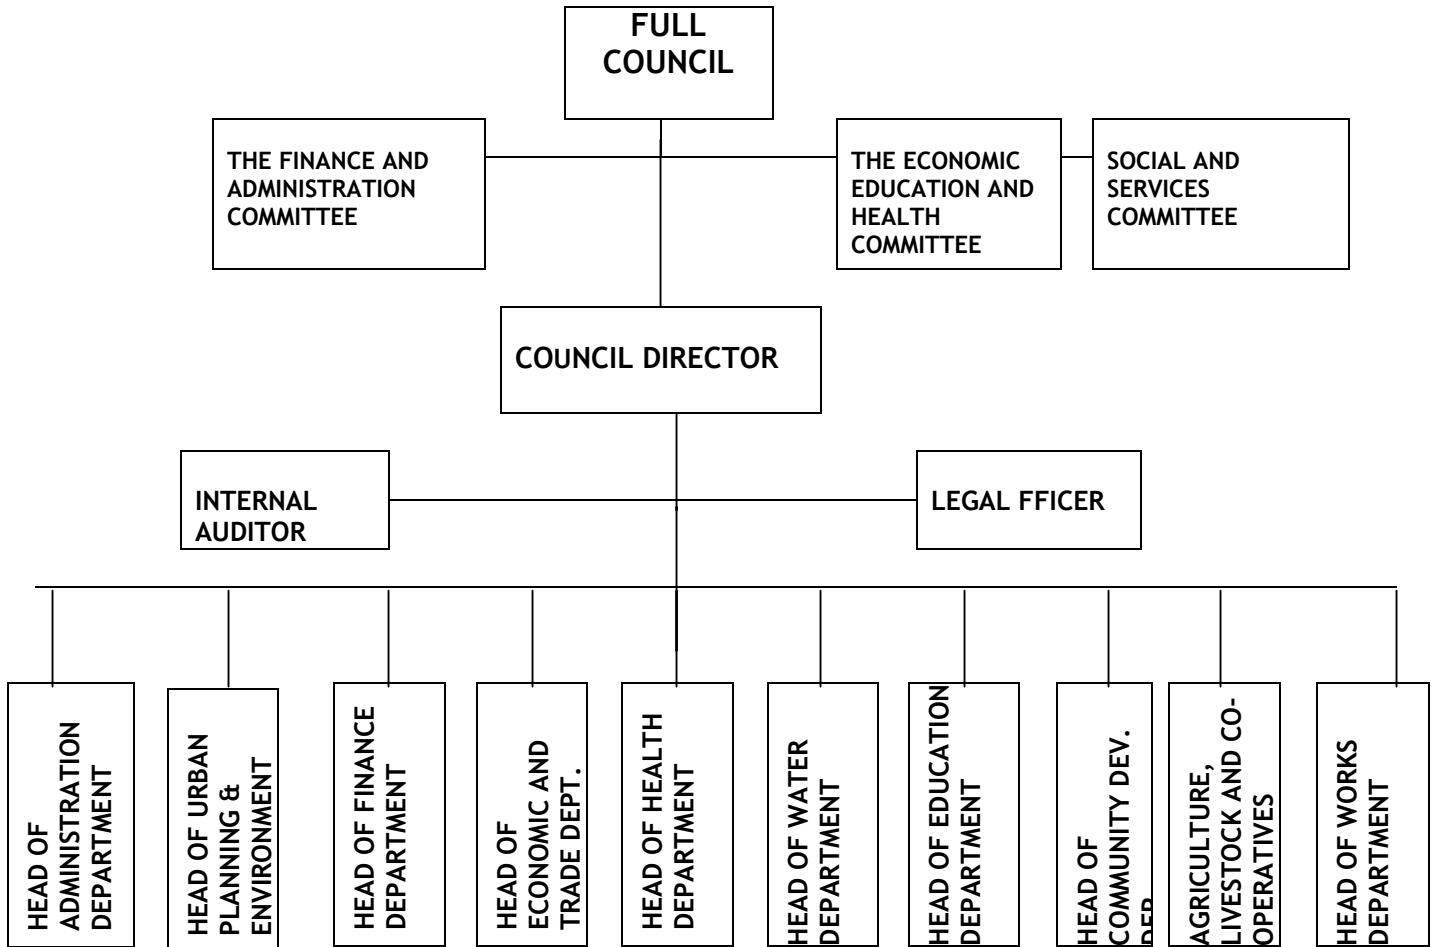 FULL
COUNCIL
THE FINANCE AND
ADMINISTRATION
COMMITTEE
THE ECONOMIC
EDUCATION AND
HEALTH
COMMITTEE
SOCIAL AND
SERVICES
COMMITTEE
COUNCIL DIRECTOR
INTERNAL
AUDITOR
LEGAL FFICER
HEAD OF
ADMINISTRATION
DEPARTMENT
HEAD OF URBAN
PLANNING &
ENVIRONMENT
HEAD OF FINANCE
DEPARTMENT
HEAD OF
ECONOMIC AND
TRADE DEPT.
HEAD OF HEALTH
DEPARTMENT
HEAD OF WATER
DEPARTMENT
HEAD OF EDUCATION
DEPARTMENT
HEAD OF
COMMUNITY DEV.
AGRICULTURE,
LIVESTOCK AND CO-
OPERATIVES
HEAD OF WORKS
DEPARTMENT